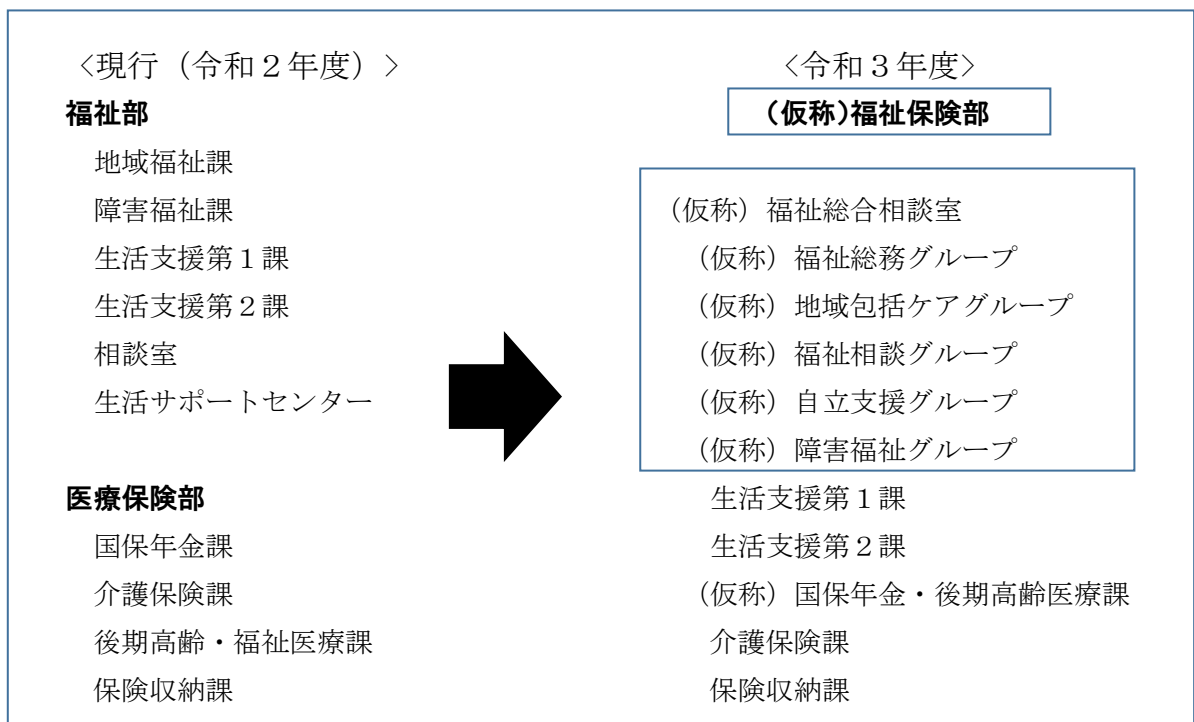 <現行（令和２年度）>
福祉部
地域福祉課
障害福祉課
生活支援第１課
生活支援第２課
相談室
生活サポートセンター
医療保険部
国保年金課
介護保険課
後期高齢・福祉医療課
保険収納課
<令和３年度>
（仮称）福祉保険部
（仮称）福祉総合相談室
（仮称）福祉総務グループ
（仮称）地域包括ケアグループ
（仮称）福祉相談グループ
（仮称）自立支援グループ
（仮称）障害福祉グループ
生活支援第１課
生活支援第２課
（仮称）国保年金・後期高齢医療課
介護保険課
保険収納課